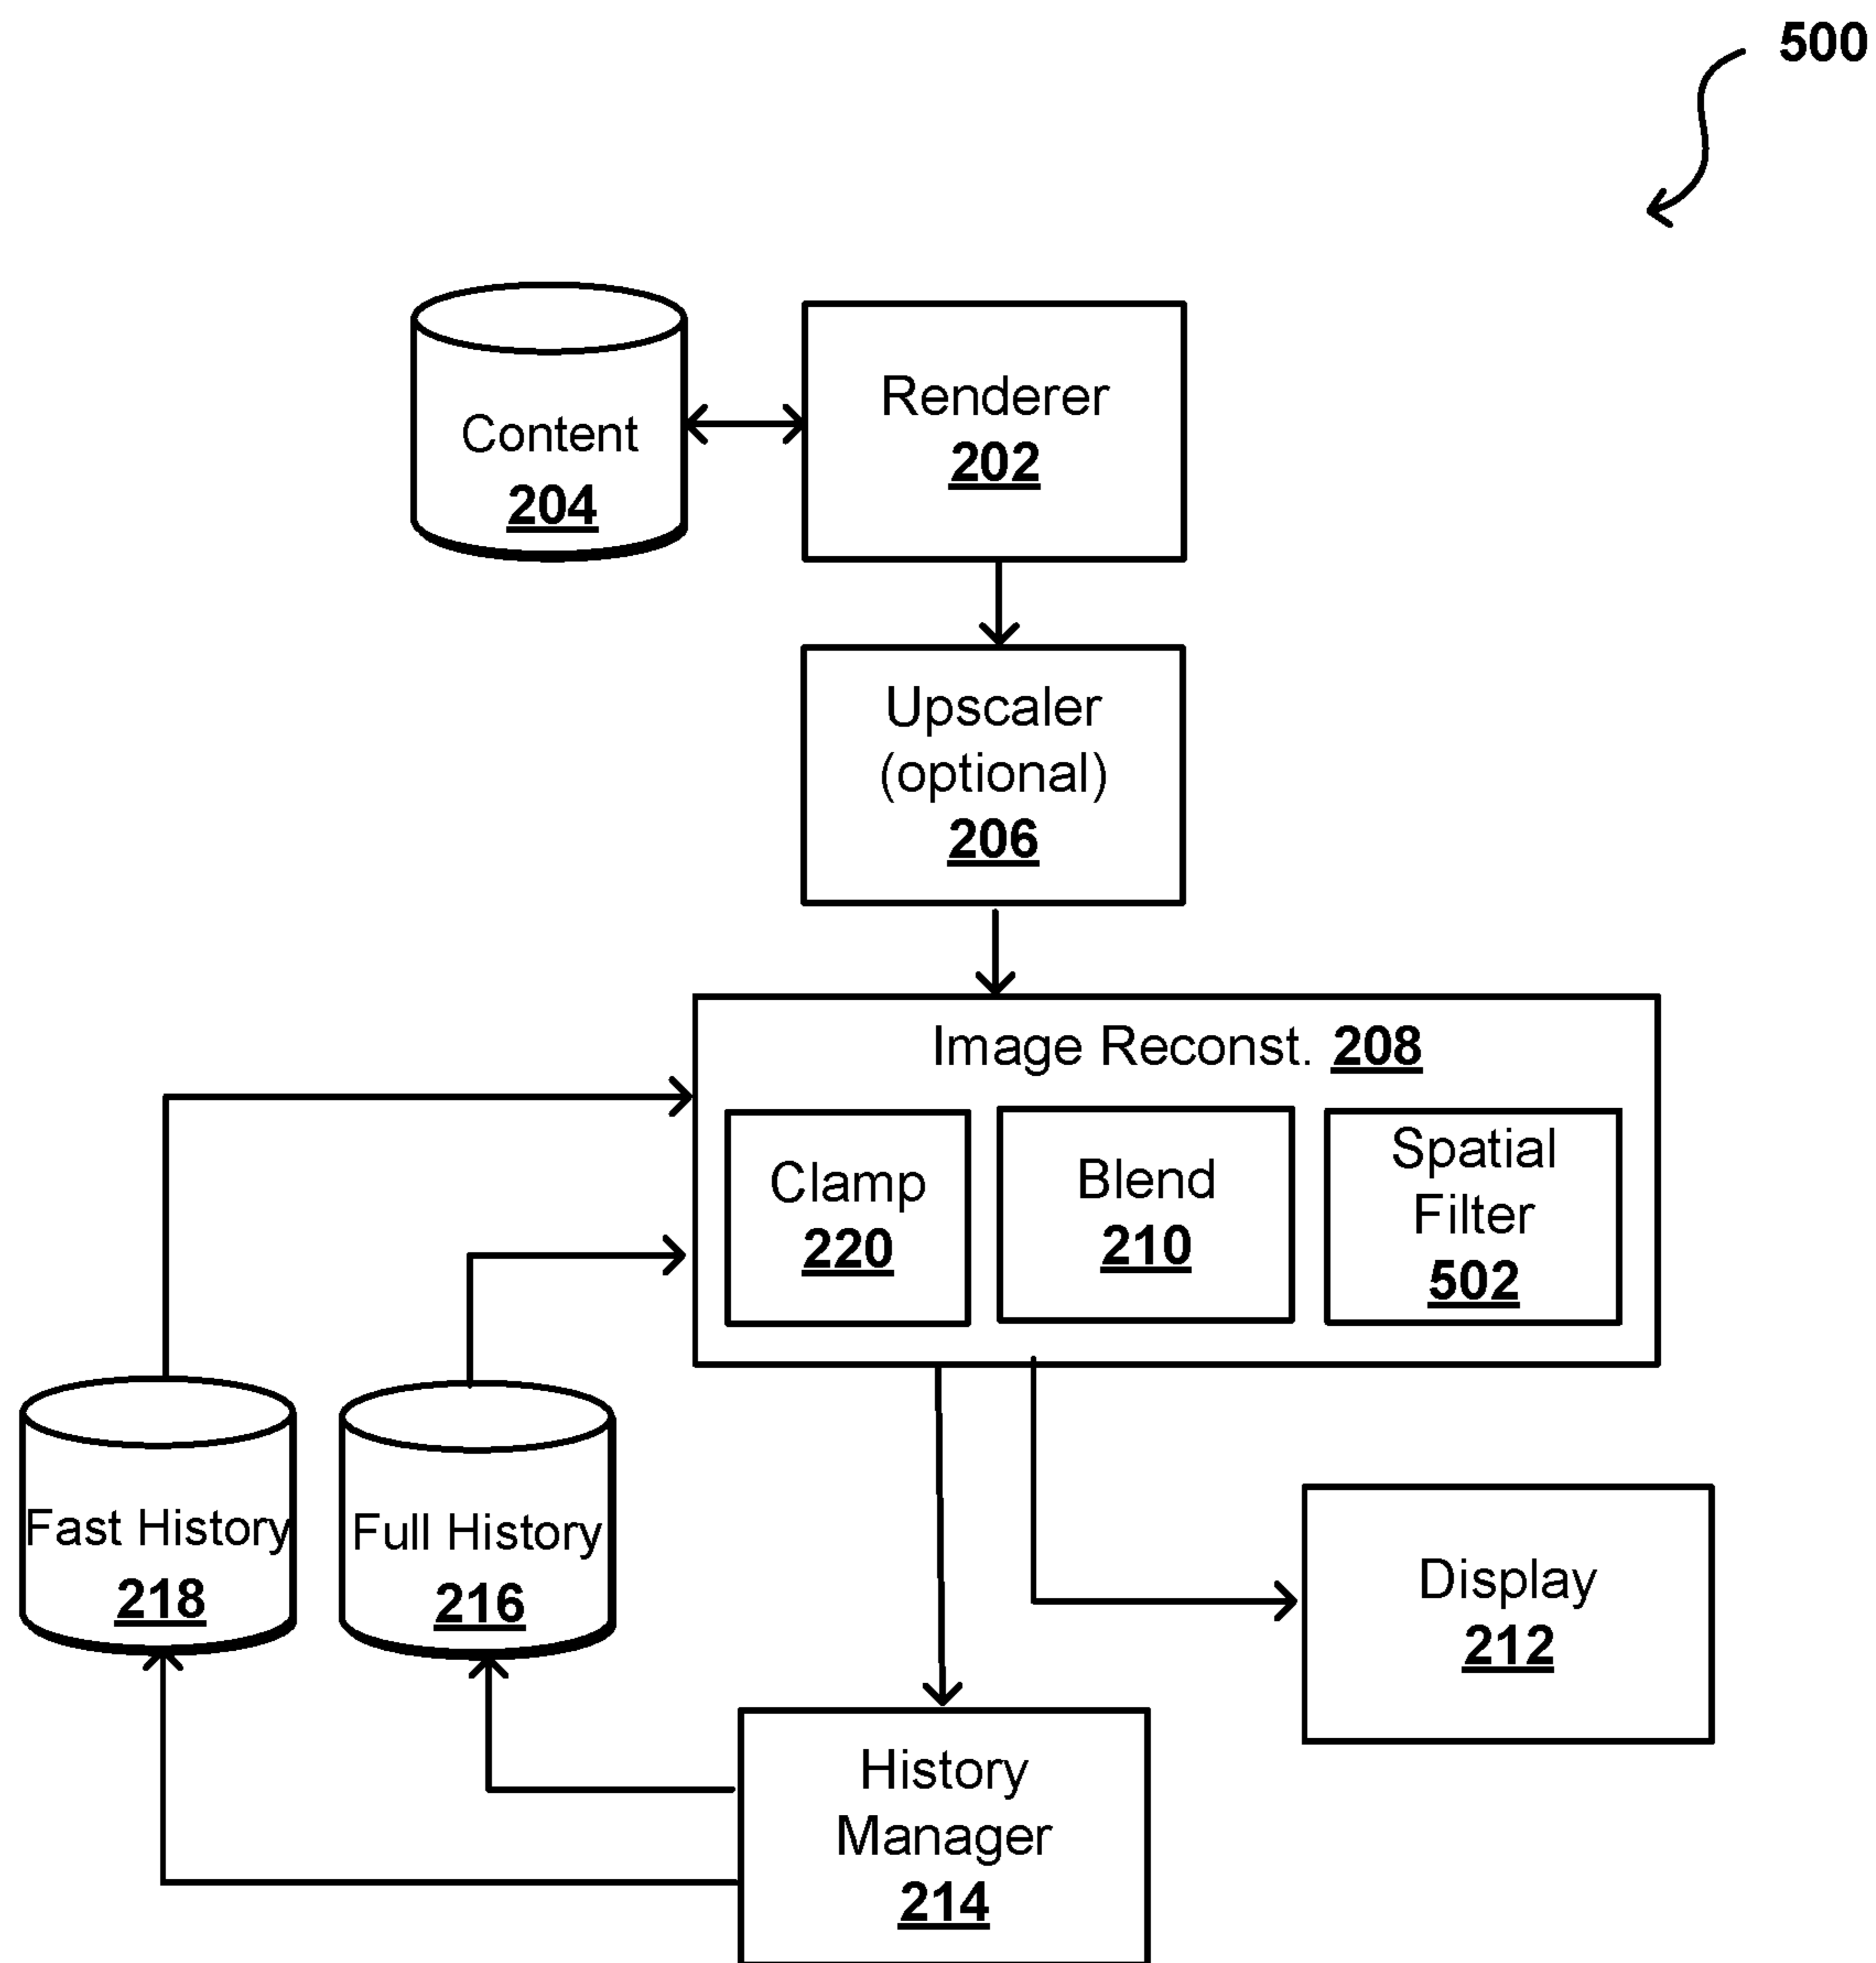 500
Content
204
Renderer
202
Upscaler
(optional)
206
Image Reconst. 208
Clamp
220
Blend
210
Spatial
Filter
502
Fast History
218
Full History
216
Display
212
History
Manager
214